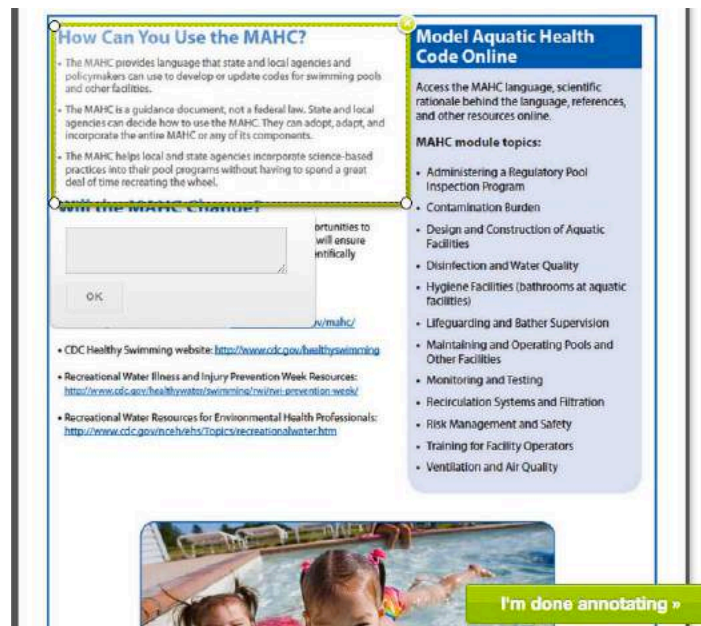 How Can You Use the MAHC?
• The MAHC provides language that state and local agencies and
policymakers can use to develop or update codes for swimming pools
and other facilities.
• The MAHC is a guidance document, not a federal law. State and local
agencies can decide how to use the MAHC. They can adopt, adapt, and
incorporate the entire MAHC or any of its components.
• The MAHC helps local and state agencies incorporate science-based
practices into their pool programs without having to spend a great
deal of time recreating the wheel.
Will the MAHC Change?
ortunities to
will ensure
entifically
OK
ov/mahc/
• CDC Healthy Swimming website: http://www.cdc.gov/healthyswimming
• Recreational Water Illness and Injury Prevention Week Resources:
http://www.cdc.gov/healthywater/swimming/rwi/rwi-prevention-week/
• Recreational Water Resources for Environmental Health Professionals:
http://www.cdc.gov/nceh/ehs/Topics/recreationalwater.htm
Model Aquatic Health
Code Online
Access the MAHC language, scientific
rationale behind the language, references,
and other resources online.
MAHC module topics:
• Administering a Regulatory Pool
Inspection Program
• Contamination Burden
• Design and Construction of Aquatic
Facilities
• Disinfection and Water Quality
• Hygiene Facilities (bathrooms at aquatic
facilities)
• Lifeguarding and Bather Supervision
• Maintaining and Operating Pools and
Other Facilities
• Monitoring and Testing
• Recirculation Systems and Filtration
• Risk Management and Safety
• Training for Facility Operators
• Ventilation and Air Quality
I'm done annotating »